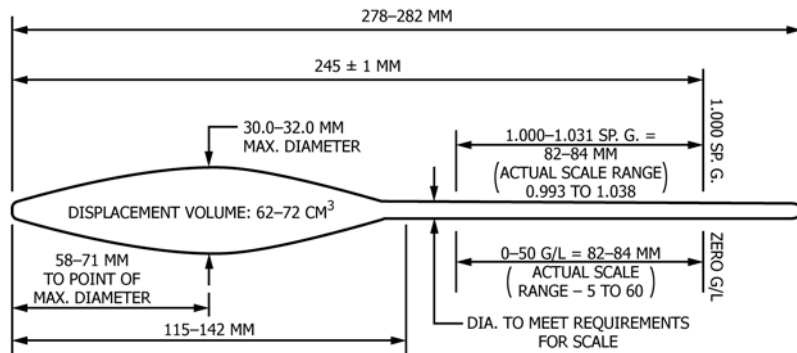 278–282 MM
245 ± 1 MM
30.0–32.0 MM
MAX. DIAMETER
1.000–1.031 SP. G. =
82–84 MM
(ACTUAL SCALE RANGE)
0.993 TO 1.038
1.000 SP. G.
DISPLACEMENT VOLUME: 62–72 CM³
58–71 MM
TO POINT OF
MAX. DIAMETER
0–50 G/L = 82–84 MM
(ACTUAL SCALE
RANGE – 5 TO 60)
ZERO G/L
DIA. TO MEET REQUIREMENTS
FOR SCALE
115–142 MM